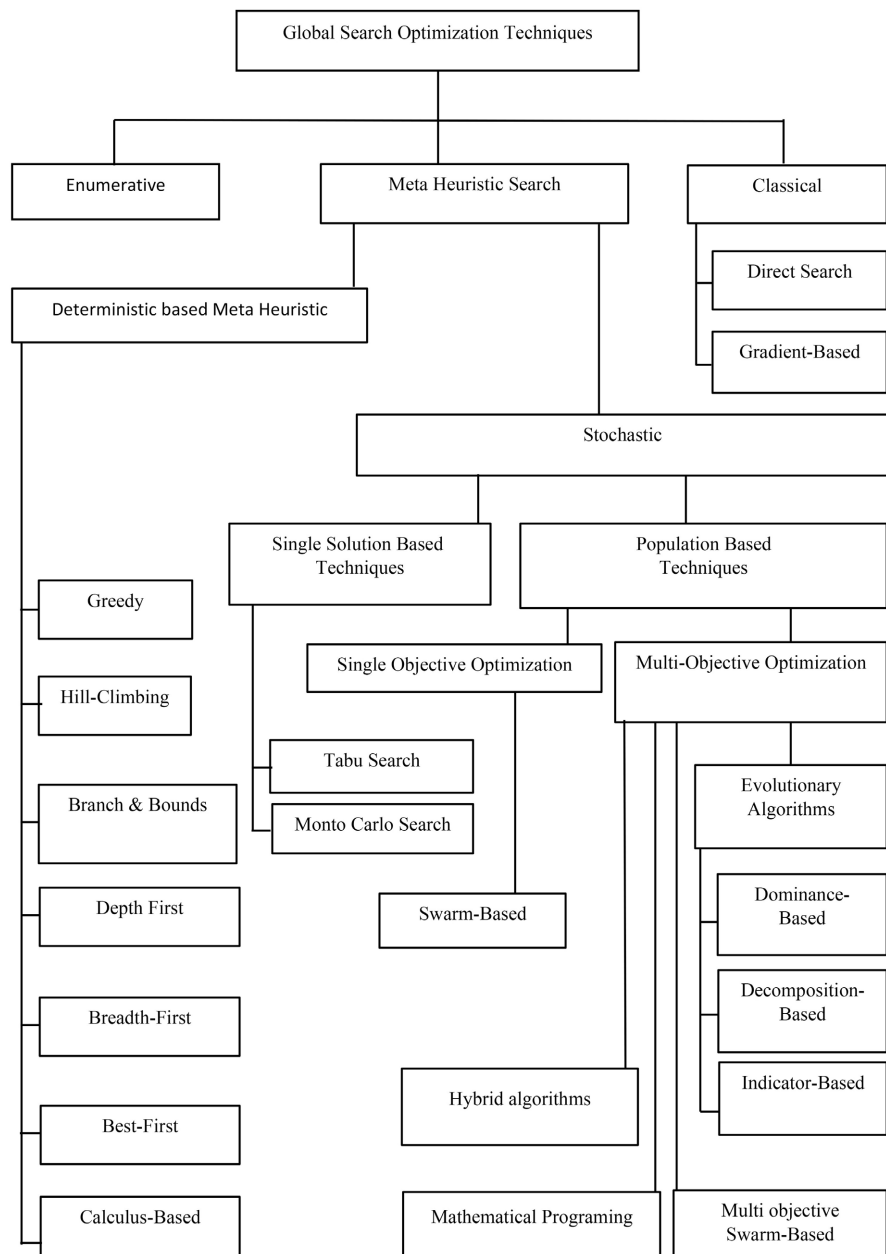 Global Search Optimization Techniques
Enumerative
Meta Heuristic Search
Classical
Direct Search
Deterministic based Meta Heuristic
Gradient-Based
Stochastic
Single Solution Based
Techniques
Population Based
Techniques
Greedy
Single Objective Optimization
Multi-Objective Optimization
Hill-Climbing
Tabu Search
Evolutionary
Algorithms
Branch & Bounds
Monto Carlo Search
Depth First
Swarm-Based
Dominance-
Based
Decomposition-
Based
Breadth-First
Hybrid algorithms
Indicator-Based
Best-First
Calculus-Based
Mathematical Programing
Multi objective
Swarm-Based